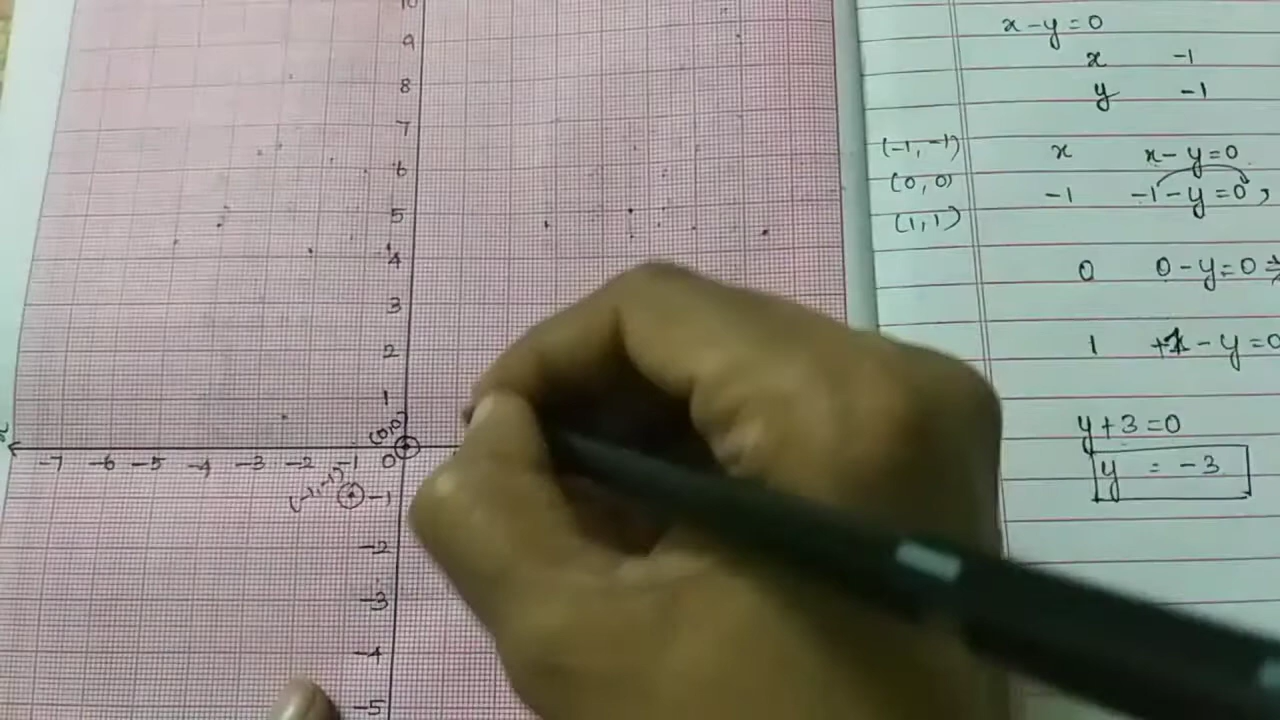 10
9
8
7
6
5
4
3
2
1
(0,0)
-7 -6 -5 -4 -3 -2 -1 0
(-1,-1)
-1
-2
-3
-4
-5
x-y=0
x -1
y -1
(-1,-1) x x-y=0
(0,0) -1 -1-y=0,
(1,1)
0 0-y=0
1 -y=0
y+3=0
y = -3